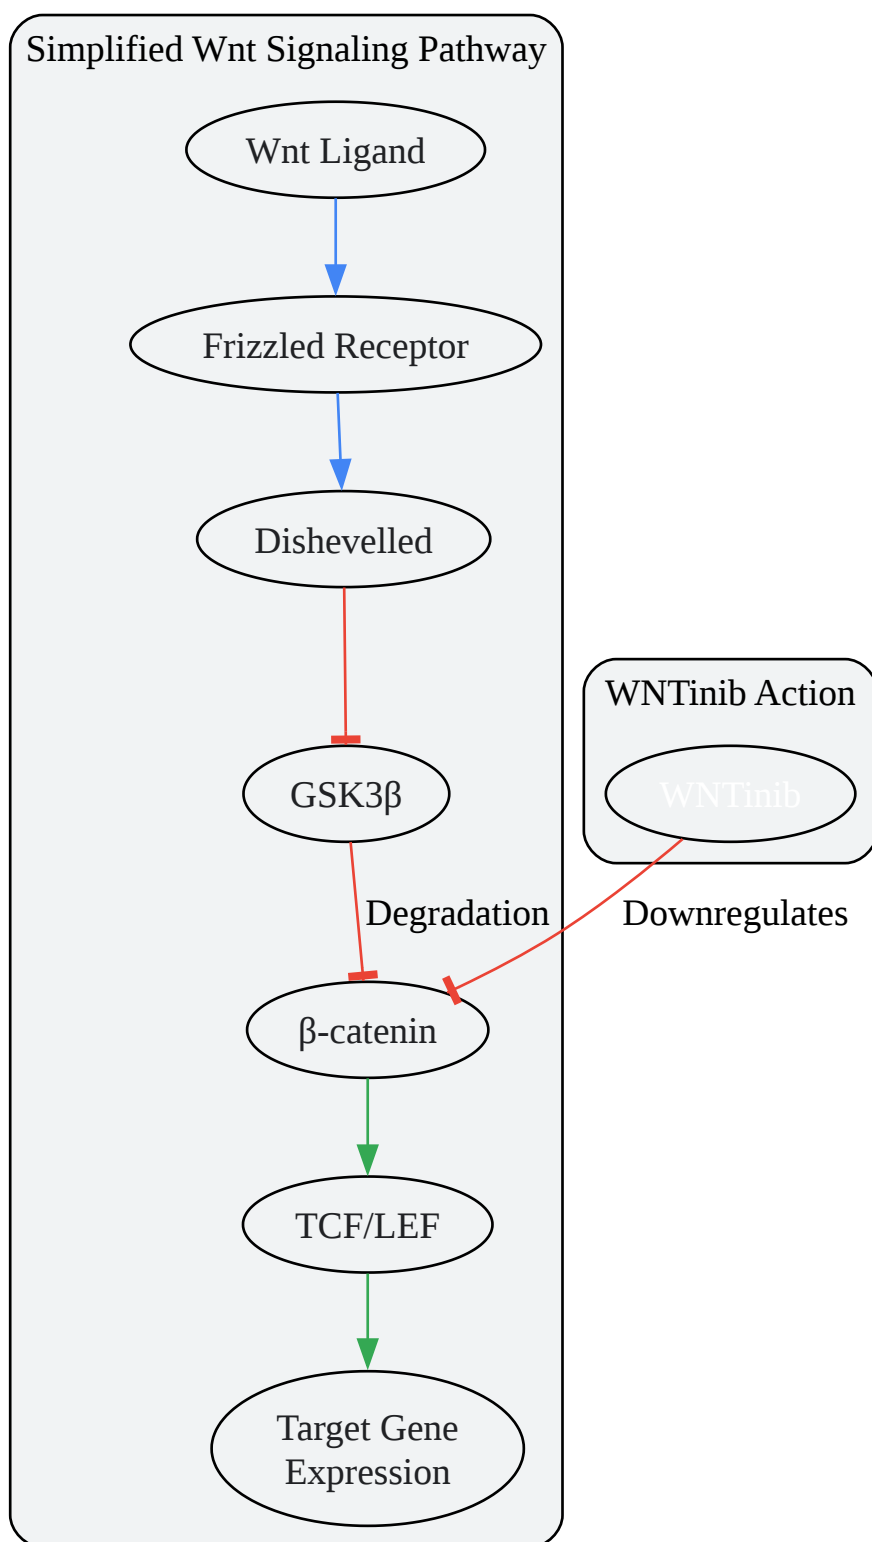 Simplified Wnt Signaling Pathway
Wnt Ligand
Frizzled Receptor
Dishevelled
WNTinib Action
GSK3β
WNTinib
Degradation
Downregulates
β-catenin
TCF/LEF
Target Gene
Expression